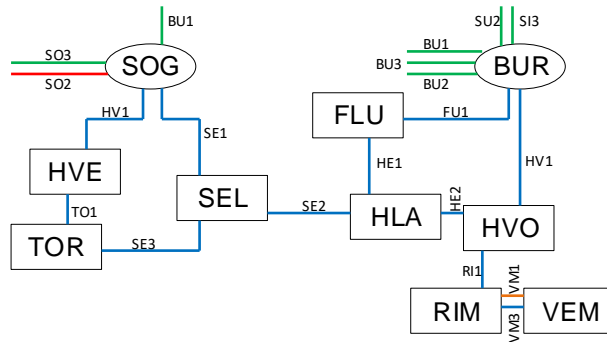 BU1
SU2
SI3
SO3
SOG
SO2
BU1
BU3
BU2
BUR
HV1
SE1
FLU
FU1
HVE
HE1
HV1
SEL
TO1
SE2
HLA
HE2
HVO
TOR
SE3
RI1
VM1
RIM
VEM
VM3